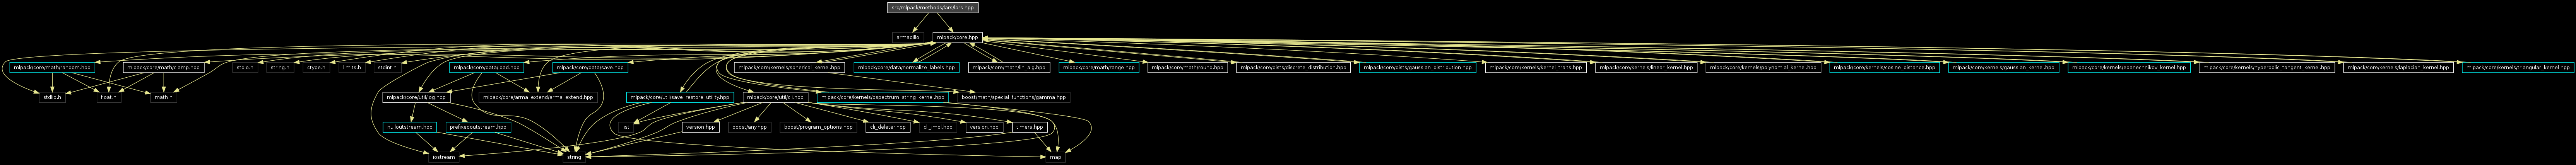 src/mlpack/methods/lars/lars.hpp
armadillo
mlpack/core.hpp
mlpack/core/math/random.hpp
mlpack/core/math/clamp.hpp
stdio.h
string.h
ctype.h
limits.h
stdint.h
mlpack/core/data/load.hpp
mlpack/core/data/save.hpp
mlpack/core/kernels/spherical_kernel.hpp
mlpack/core/data/normalize_labels.hpp
mlpack/core/math/lin_alg.hpp
mlpack/core/math/range.hpp
mlpack/core/math/round.hpp
mlpack/core/dists/discrete_distribution.hpp
mlpack/core/dists/gaussian_distribution.hpp
mlpack/core/kernels/kernel_traits.hpp
mlpack/core/kernels/linear_kernel.hpp
mlpack/core/kernels/polynomial_kernel.hpp
mlpack/core/kernels/cosine_distance.hpp
mlpack/core/kernels/gaussian_kernel.hpp
mlpack/core/kernels/epanechnikov_kernel.hpp
mlpack/core/kernels/hyperbolic_tangent_kernel.hpp
mlpack/core/kernels/laplacian_kernel.hpp
mlpack/core/kernels/triangular_kernel.hpp
stdlib.h
float.h
math.h
mlpack/core/util/log.hpp
mlpack/core/arma_extend/arma_extend.hpp
mlpack/core/util/save_restore_utility.hpp
mlpack/core/util/cli.hpp
mlpack/core/kernels/pspectrum_string_kernel.hpp
boost/math/special_functions/gamma.hpp
nulloutstream.hpp
prefixedoutstream.hpp
list
version.hpp
boost/any.hpp
boost/program_options.hpp
cli_deleter.hpp
cli_impl.hpp
version.hpp
timers.hpp
iostream
string
map